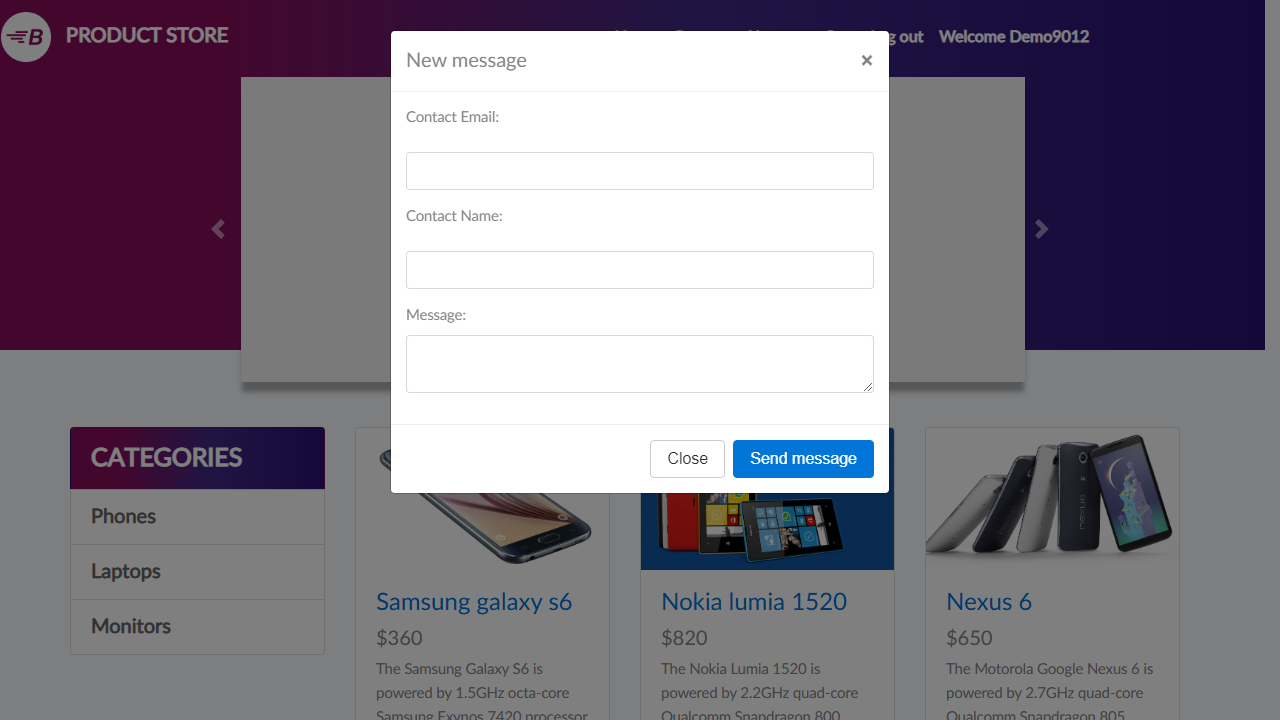 B
PRODUCT STORE
out
Welcome Demo9012
New message
×
Contact Email:
Contact Name:
Message:
Close
Send message
CATEGORIES
Phones
Laptops
Monitors
Samsung galaxy s6
$360
The Samsung Galaxy S6 is
powered by 1.5GHz octa-core
Samsung Exynos 7420 processor
Nokia lumia 1520
$820
The Nokia Lumia 1520 is
powered by 2.2GHz quad-core
Qualcomm Snapdragon 800
nexus
Nexus 6
$650
The Motorola Google Nexus 6 is
powered by 2.7GHz quad-core
Qualcomm Snapdragon 805